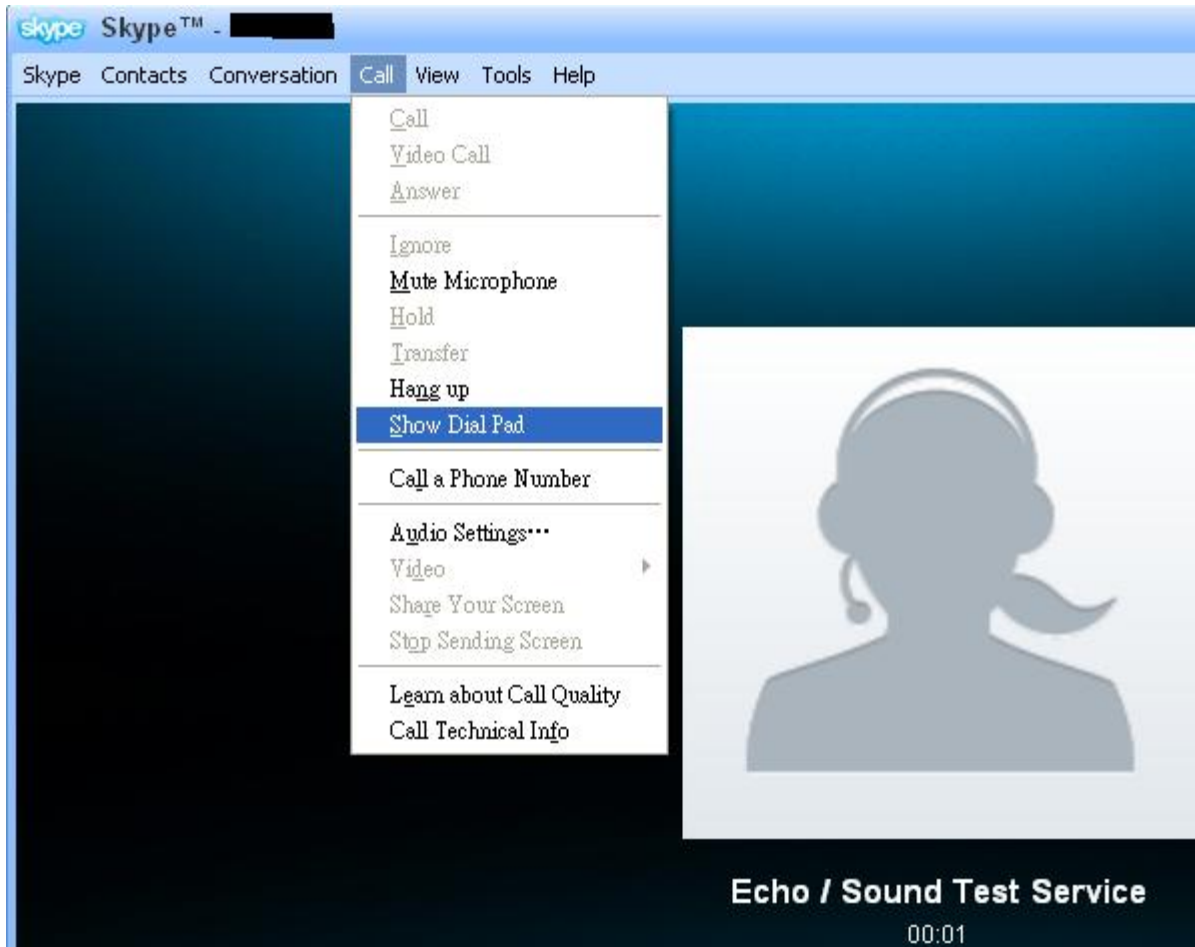 skype Skype™ -
Skype Contacts Conversation Call View Tools Help
Call
Video Call
Answer
Ignore
Mute Microphone
Hold
Transfer
Hang up
Show Dial Pad
Call a Phone Number
Audio Settings⋯
Video
Share Your Screen
Stop Sending Screen
Learn about Call Quality
Call Technical Info
Echo / Sound Test Service
00:01